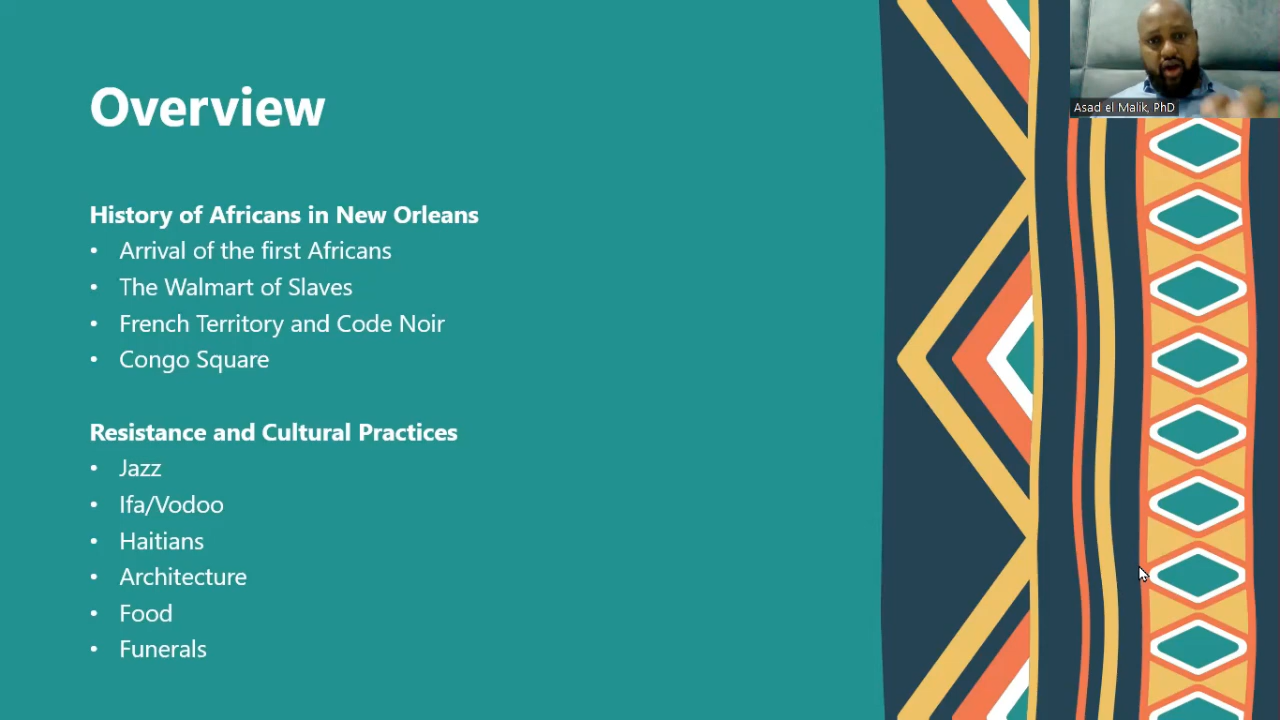 Overview
History of Africans in New Orleans
• Arrival of the first Africans
• The Walmart of Slaves
• French Territory and Code Noir
• Congo Square
Resistance and Cultural Practices
• Jazz
• Ifa/Vodoo
• Haitians
• Architecture
• Food
• Funerals
Asad el Malik, PhD